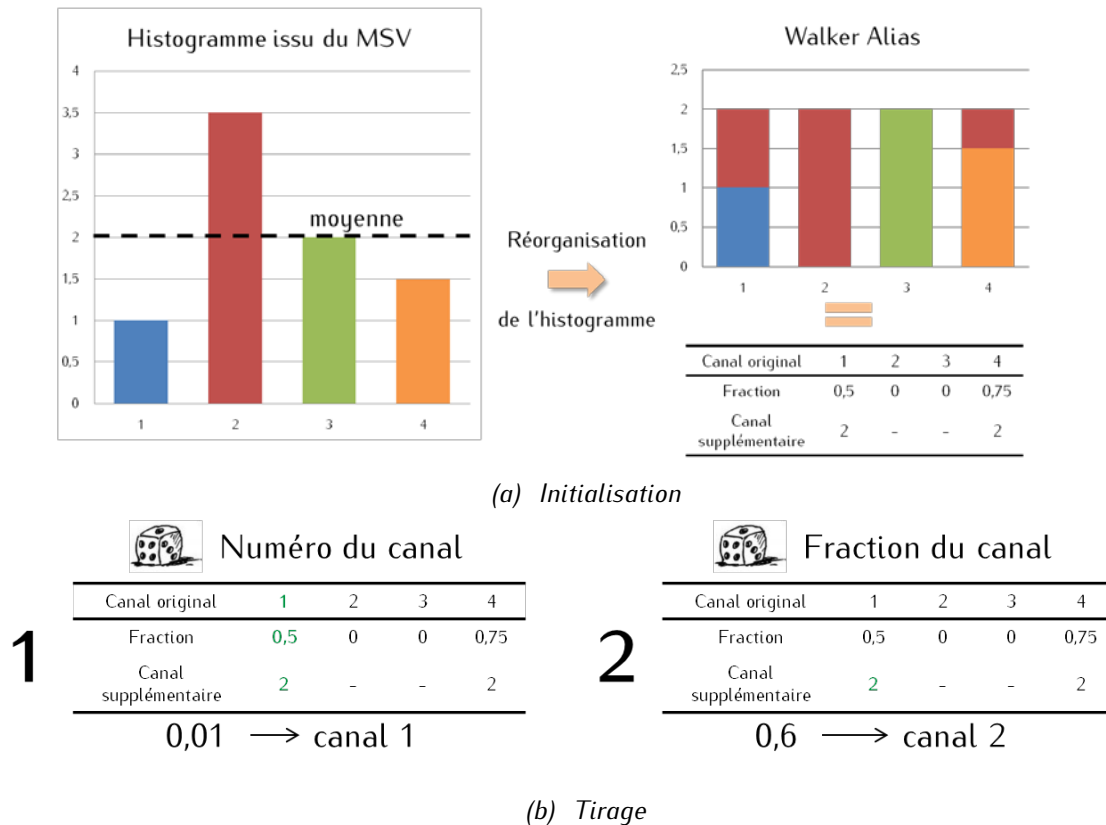 Histogramme issu du MSV
4
3,5
3
2,5
2
1,5
1
0,5
0
moyenne
1 2 3 4
Réorganisation
de l'histogramme
Walker Alias
2,5
2
1,5
1
0,5
0
1 2 3 4
Canal original 1 2 3 4
Fraction 0,5 0 0 0,75
Canal
supplémentaire 2 - - 2
(a) Initialisation
1
Numéro du canal
Canal original 1 2 3 4
Fraction 0,5 0 0 0,75
Canal
supplémentaire 2 - - 2
0,01 → canal 1
2
Fraction du canal
Canal original 1 2 3 4
Fraction 0,5 0 0 0,75
Canal
supplémentaire 2 - - 2
0,6 → canal 2
(b) Tirage